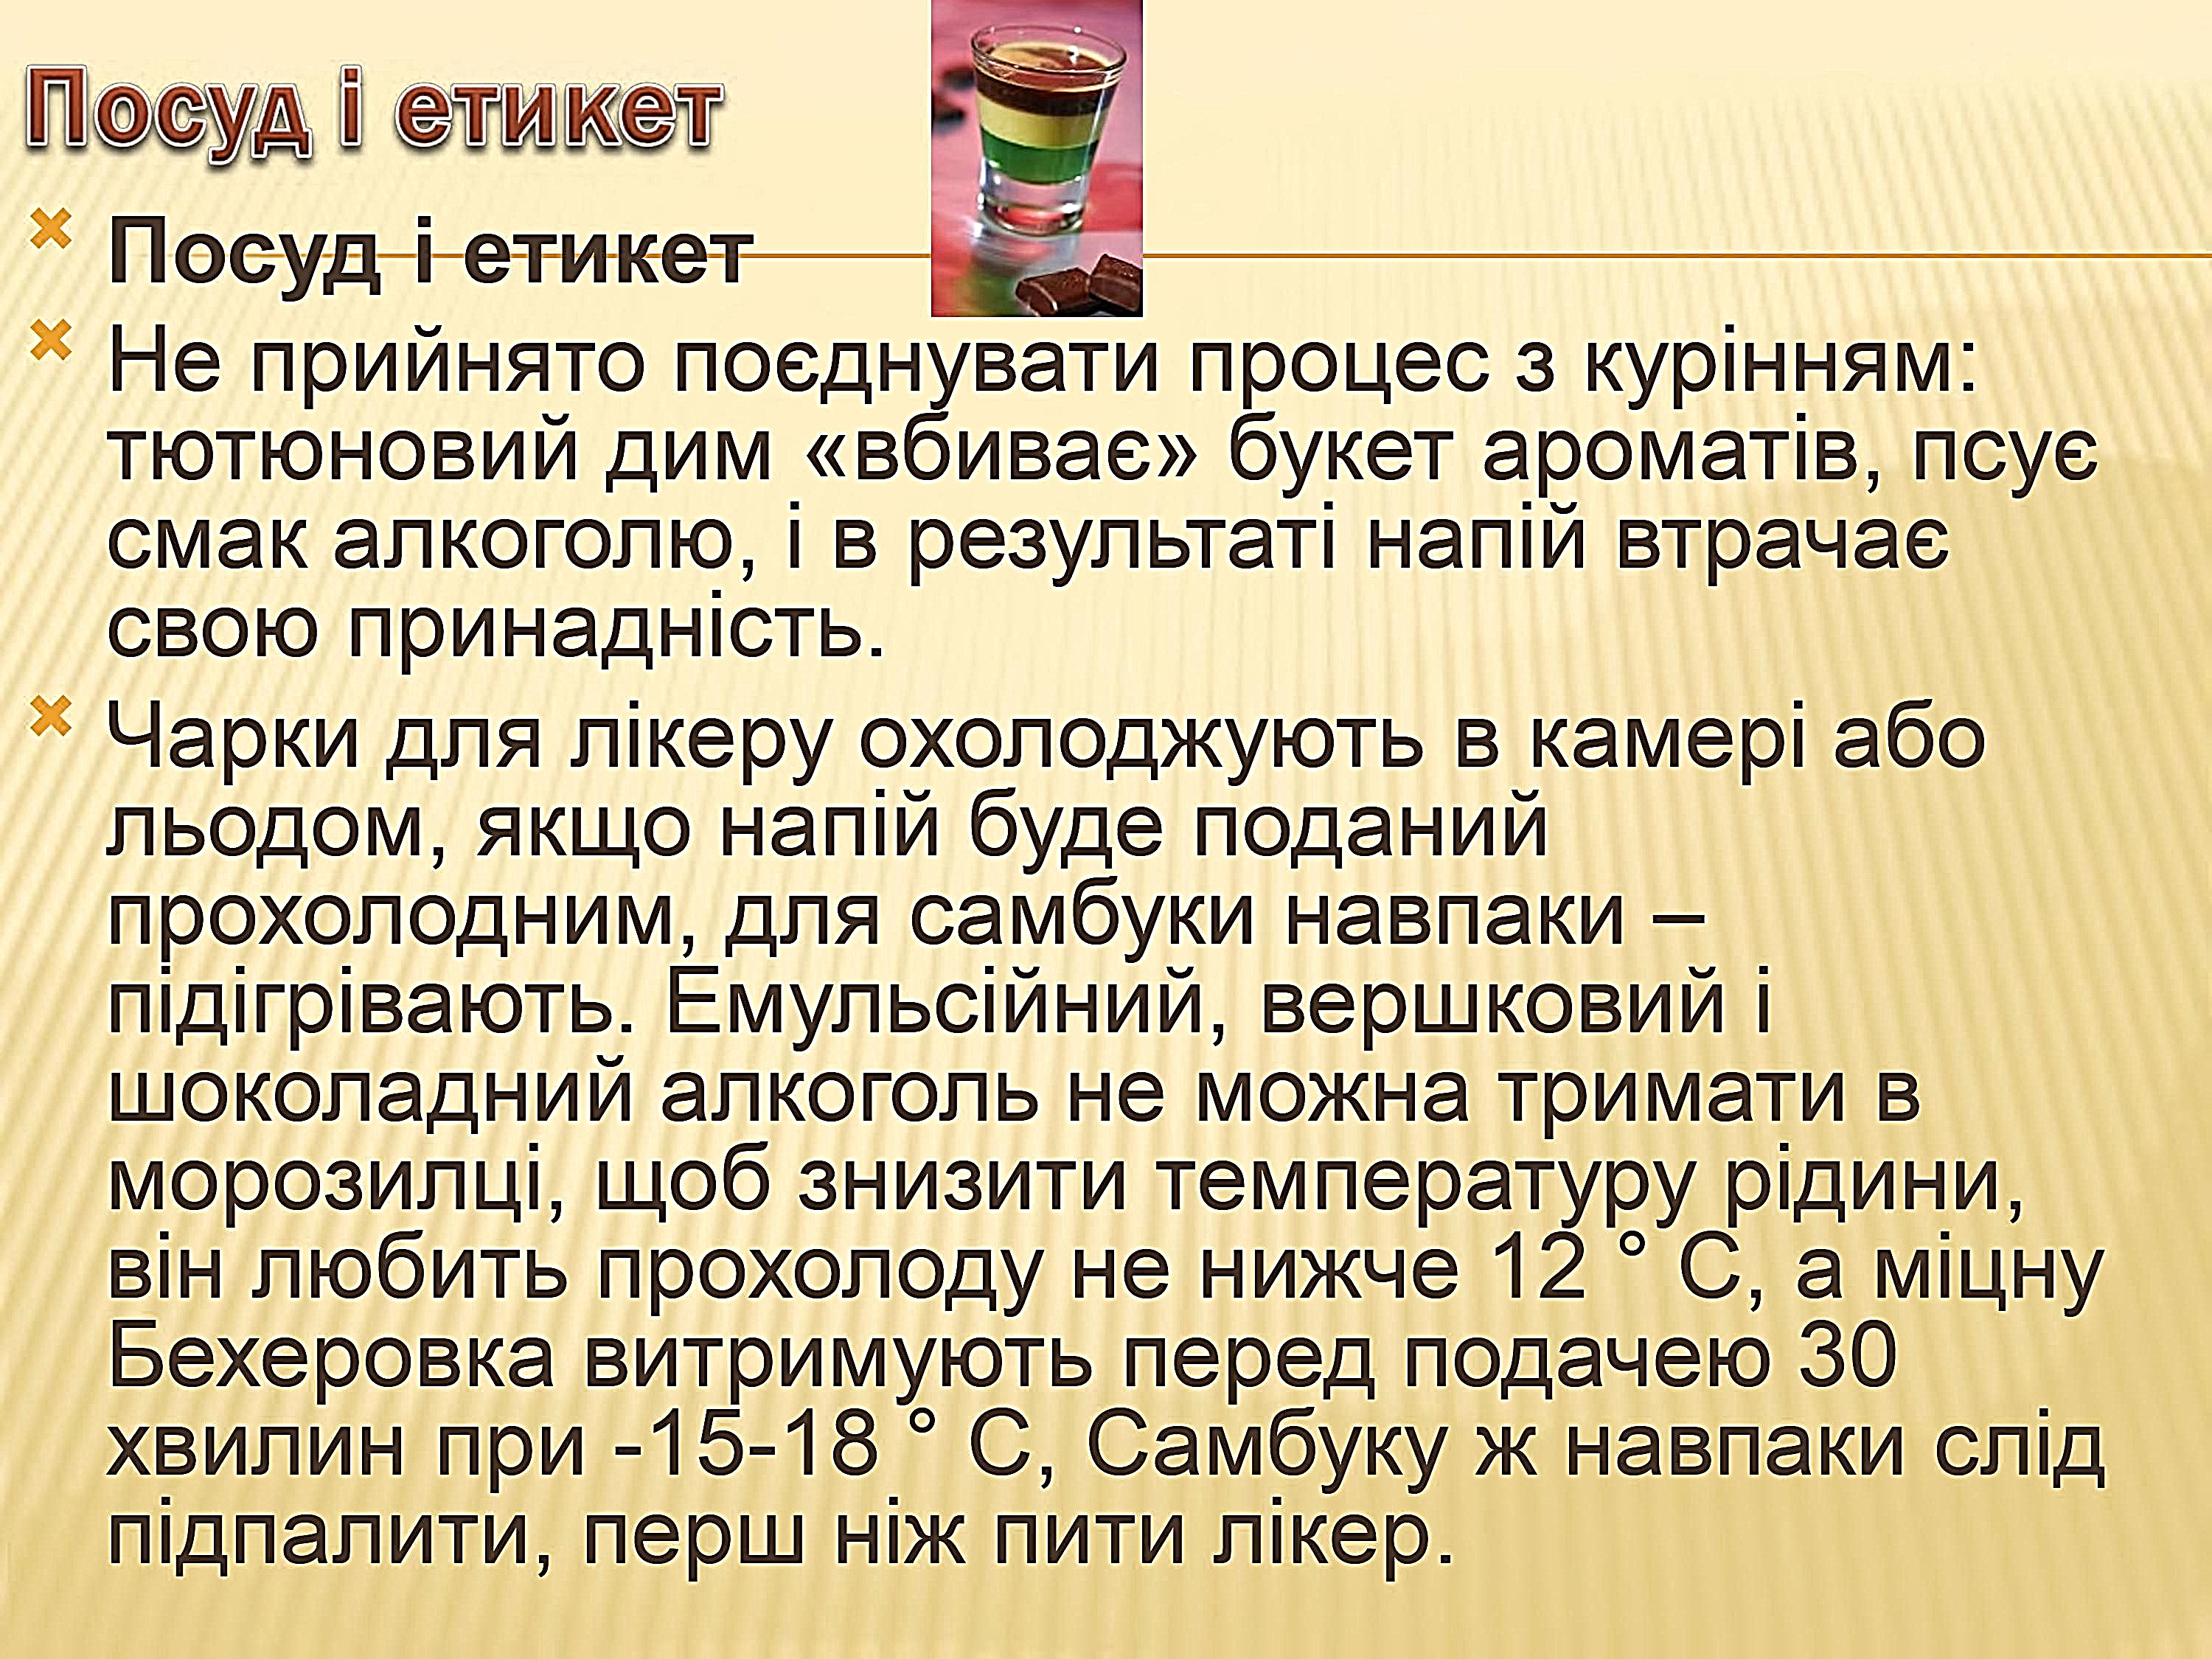 Посуд і етикет
Посуд і етикет
Не прийнято поєднувати процес з курінням:
тютюновий дим «вбиває» букет ароматів, псує
смак алкоголю, і в результаті напій втрачає
свою принадність.
Чарки для лікеру охолоджують в камері або
льодом, якщо напій буде поданий
прохолодним, для самбуки навпаки –
підігрівають. Емульсійний, вершковий і
шоколадний алкоголь не можна тримати в
морозилці, щоб знизити температуру рідини,
він любить прохолоду не нижче 12 ° С, а міцну
Бехеровка витримують перед подачею 30
хвилин при -15-18 ° С, Самбуку ж навпаки слід
підпалити, перш ніж пити лікер.